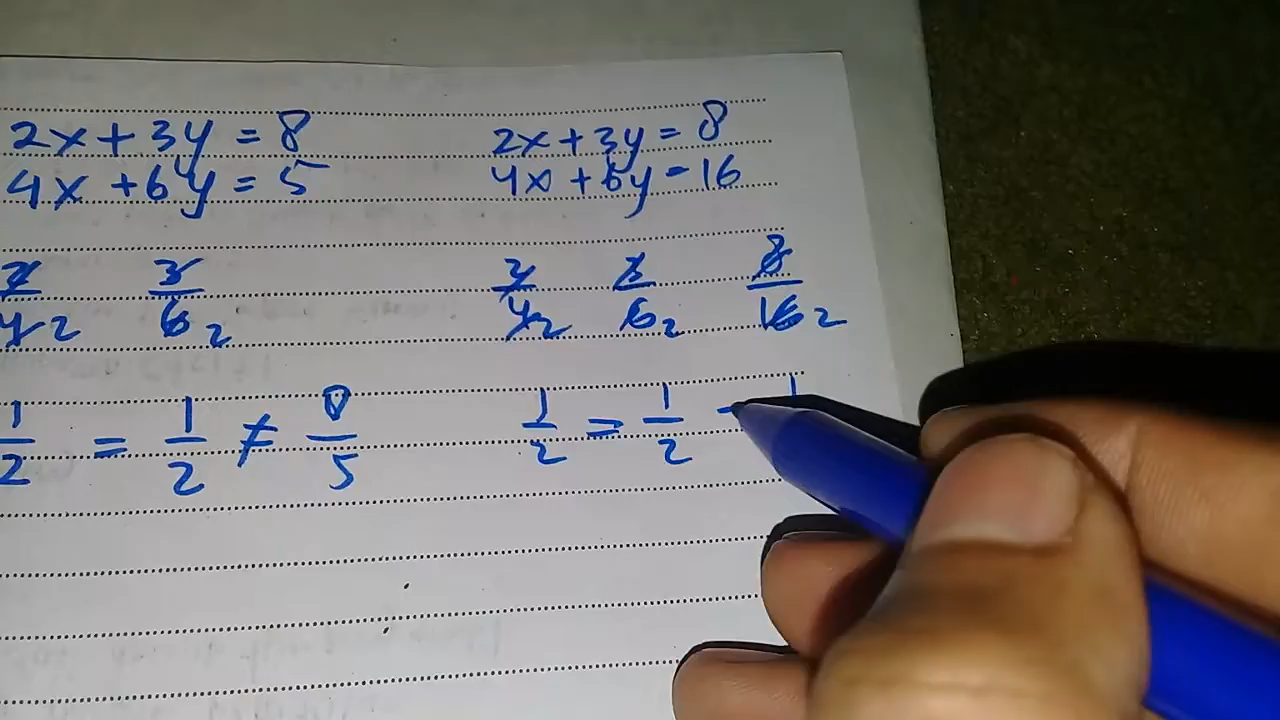 2x + 3y = 8 2x + 3y = 8
4x + 6y = 5 4x + 6y = 16
2/4 2 3/6 2 2/4 2 3/6 2 8/16 2
1/2 = 1/2 ≠ 8/5 1/2 = 1/2 = 1